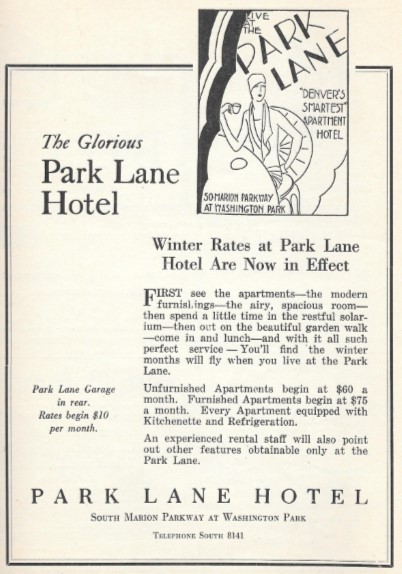 LIVE
AT
THE
PARK
LANE
"DENVER'S
SMARTEST"
APARTMENT
HOTEL
SO. MARION PARKWAY
AT WASHINGTON PARK
The Glorious
Park Lane
Hotel
Winter Rates at Park Lane
Hotel Are Now in Effect
FIRST see the apartments—the modern
furnishings—the airy, spacious room—
then spend a little time in the restful solar-
ium—then out on the beautiful garden walk
—come in and lunch—and with it all such
perfect service—You'll find the winter
months will fly when you live at the Park
Lane.
Unfurnished Apartments begin at $60 a
month. Furnished Apartments begin at $75
a month. Every Apartment equipped with
Kitchenette and Refrigeration.
An experienced rental staff will also point
out other features obtainable only at the
Park Lane.
Park Lane Garage
in rear.
Rates begin $10
per month.
PARK LANE HOTEL
SOUTH MARION PARKWAY AT WASHINGTON PARK
TELEPHONE SOUTH 8141